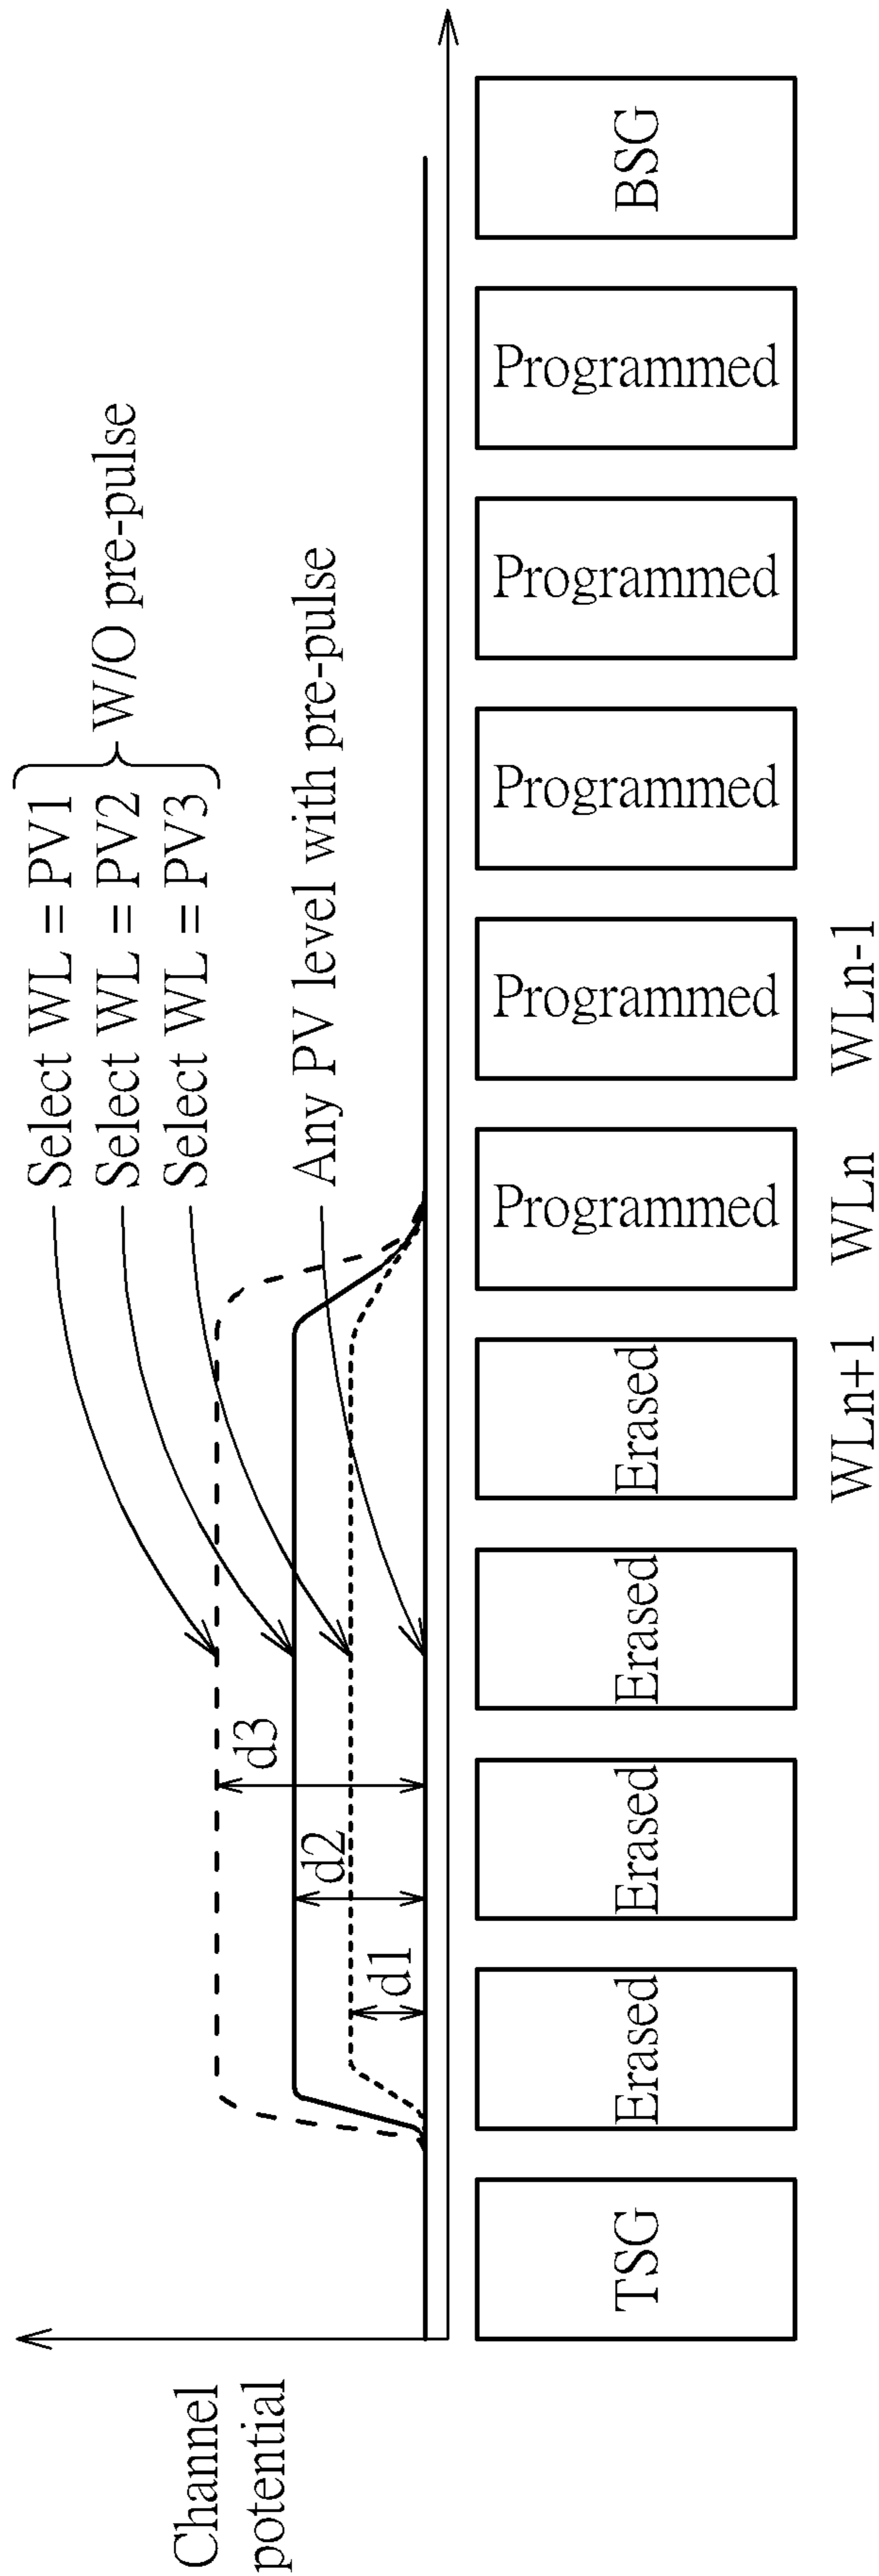 Channel
potential
Select WL = PV1
Select WL = PV2
Select WL = PV3
W/O pre-pulse
Any PV level with pre-pulse
d1
d2
d3
TSG
Erased
Erased
Erased
Erased
Programmed
Programmed
Programmed
Programmed
Programmed
BSG
WLn+1
WLn
WLn-1